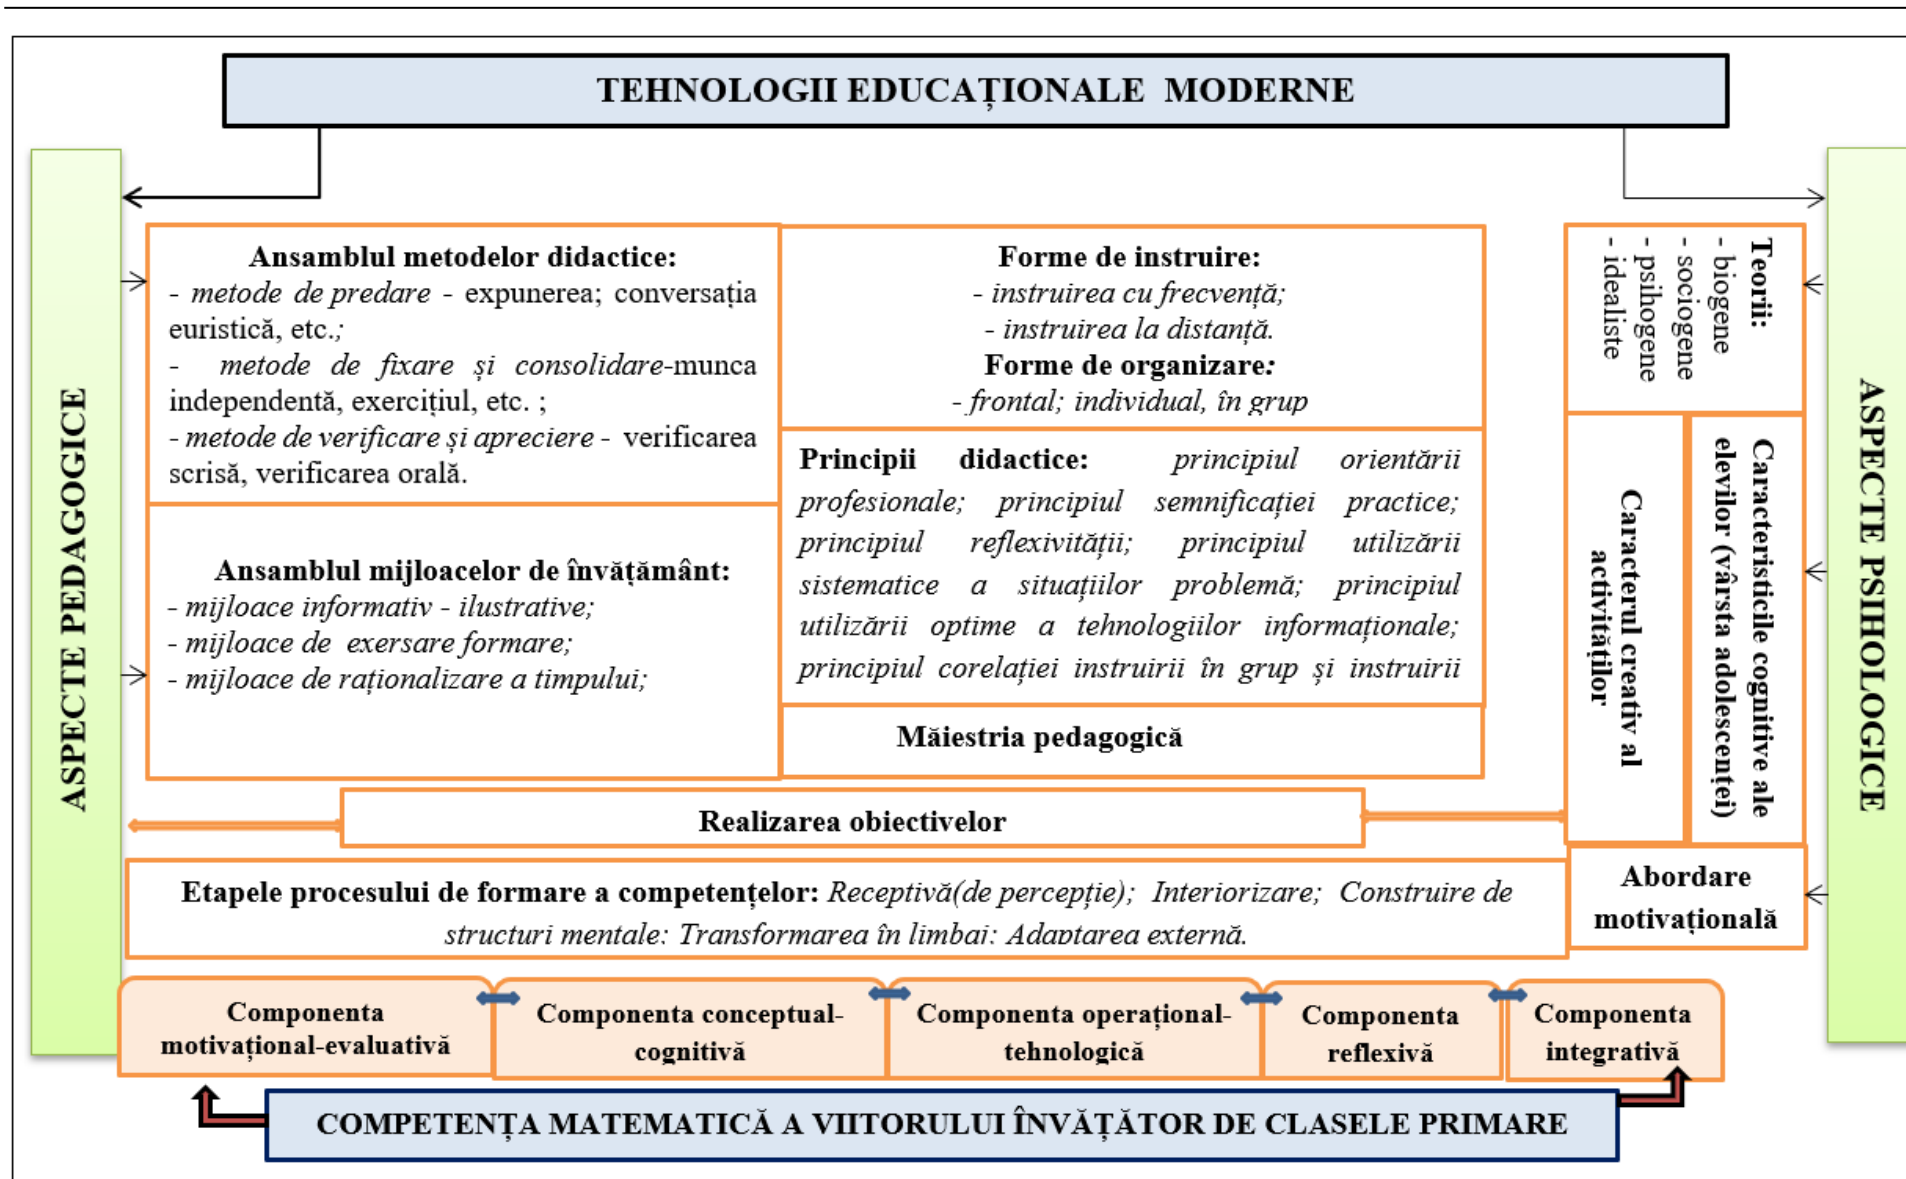 TEHNOLOGII EDUCAȚIONALE MODERNE
ASPECTE PEDAGOGICE
Ansamblul metodelor didactice:
- metode de predare - expunerea; conversația
euristică, etc.;
- metode de fixare și consolidare-munca
independentă, exercițiul, etc. ;
- metode de verificare și apreciere - verificarea
scrisă, verificarea orală.
Ansamblul mijloacelor de învățământ:
- mijloace informativ - ilustrative;
- mijloace de exersare formare;
- mijloace de raționalizare a timpului;
Forme de instruire:
- instruirea cu frecvență;
- instruirea la distanță.
Forme de organizare:
- frontal; individual, în grup
Principii didactice: principiul orientării
profesionale; principiul semnificației practice;
principiul reflexivității; principiul utilizării
sistematice a situațiilor problemă; principiul
utilizării optime a tehnologiilor informaționale;
principiul corelației instruirii în grup și instruirii
Măiestria pedagogică
Teorii:
- biogene
- sociogene
- psihogene
- idealiste
Caracteristicile cognitive ale
elevilor (vârsta adolescenței)
Caracterul creativ al
activităților
ASPECTE PSIHOLOGICE
Realizarea obiectivelor
Etapele procesului de formare a competențelor: Receptivă(de percepție); Interiorizare; Construire de
structuri mentale; Transformarea în limbaj; Adaptarea externă.
Abordare
motivațională
Componenta
motivațional-evaluativă
Componenta conceptual-
cognitivă
Componenta operațional-
tehnologică
Componenta
reflexivă
Componenta
integrativă
COMPETENȚA MATEMATICĂ A VIITORULUI ÎNVĂȚĂTOR DE CLASELE PRIMARE